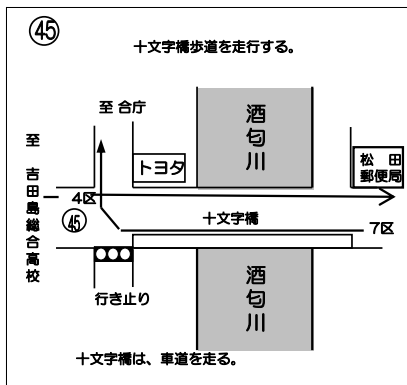 ㊺
十文字橋歩道を走行する。
至 合庁
酒匂川
至 吉田島総合高校
トヨタ
松田
郵便局
4区
㊺
十文字橋
7区
行き止り
酒匂川
十文字橋は、車道を走る。